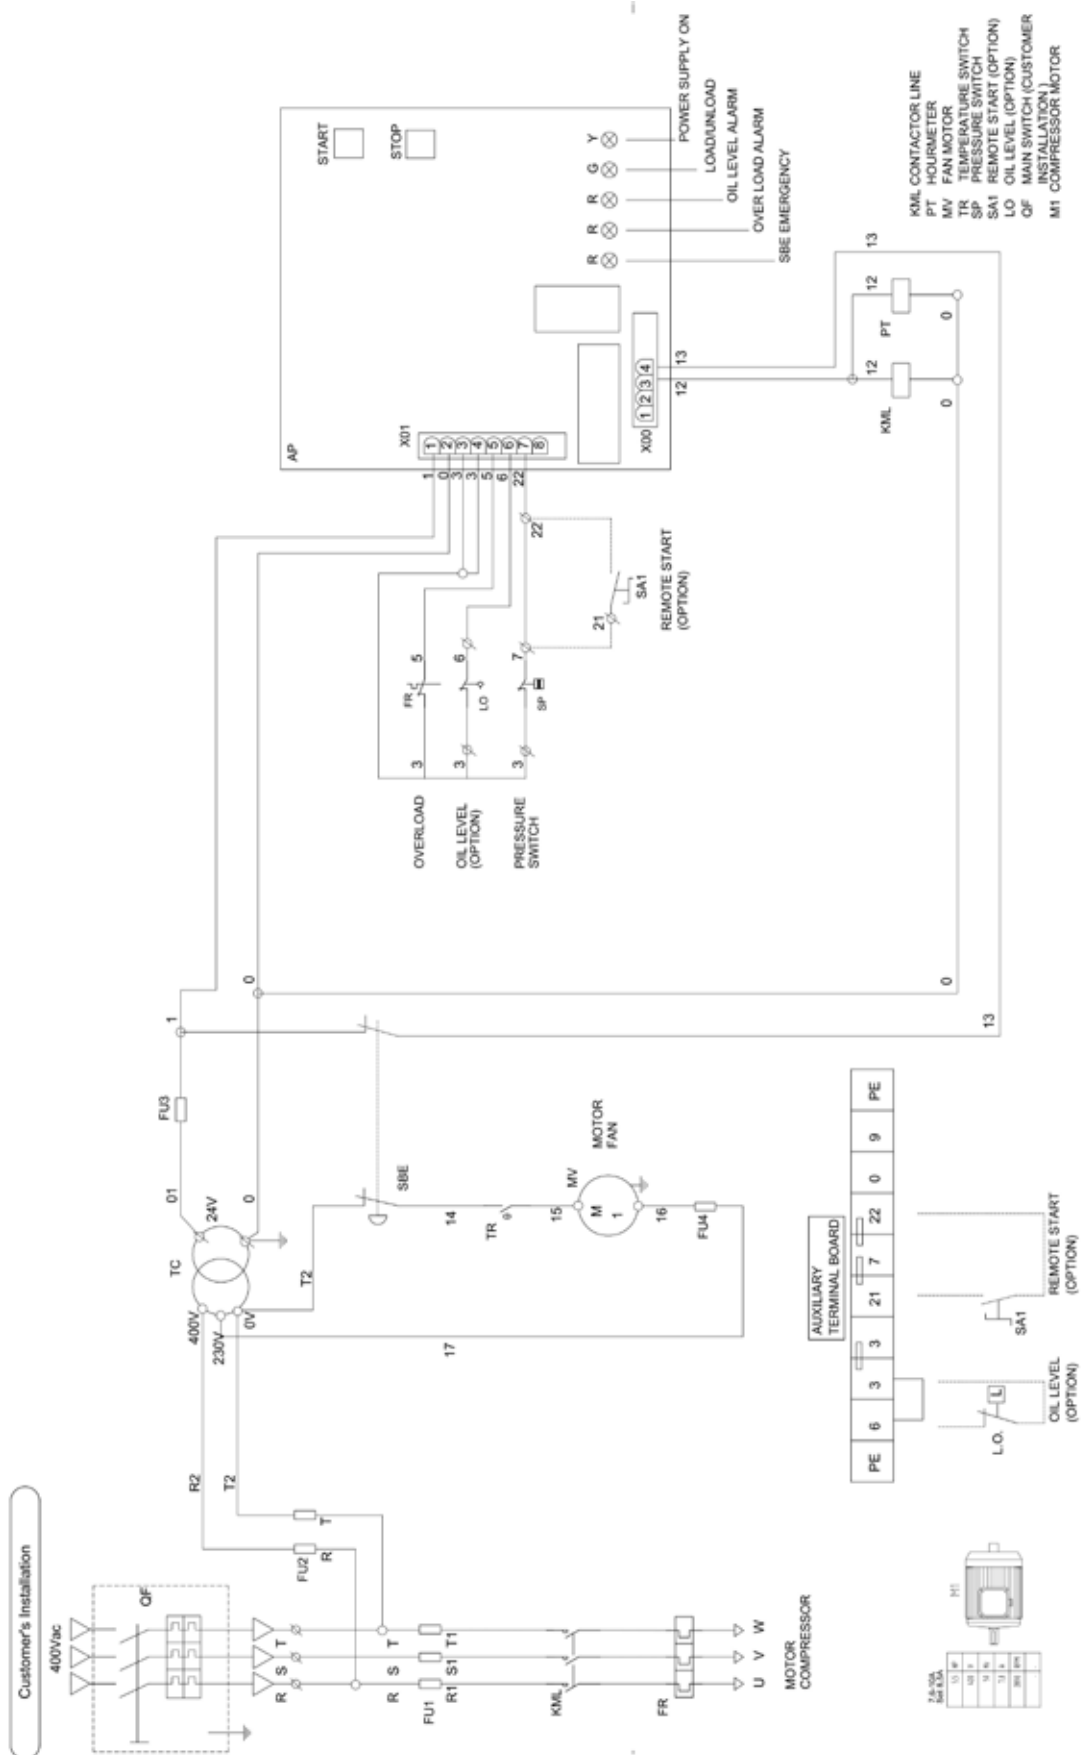 Customer's Installation
400Vac
QF
R
S
T
FU2
R
T
R2
T2
R
S
T
FU1
R1
S1
T1
KML
FR
U
V
W
MOTOR
COMPRESSOR
TC
400V
230V
0V
24V
01
0
FU3
1
0
T2
SBE
14
TR
15
MV
M
1
MOTOR
FAN
16
FU4
17
13
0
OVERLOAD
OIL LEVEL
(OPTION)
PRESSURE
SWITCH
3
FR
5
3
LO
6
3
SP
7
22
21
SA1
REMOTE START
(OPTION)
AP
X01
1
2
3
4
5
6
7
8
1
0
3
3
5
6
22
START
STOP
R
R
R
G
Y
POWER SUPPLY ON
LOAD/UNLOAD
OIL LEVEL ALARM
OVER LOAD ALARM
SBE EMERGENCY
X00
1 2 3 4
12
13
KML
12
0
PT
12
0
13
KML CONTACTOR LINE
PT HOURMETER
MV FAN MOTOR
TR TEMPERATURE SWITCH
SP PRESSURE SWITCH
SA1 REMOTE START (OPTION)
LO OIL LEVEL (OPTION)
QF MAIN SWITCH (CUSTOMER
INSTALLATION )
M1 COMPRESSOR MOTOR
AUXILIARY
TERMINAL BOARD
PE 6 3 3 21 7 22 0 9 PE
L.O.
L
OIL LEVEL
(OPTION)
SA1
REMOTE START
(OPTION)